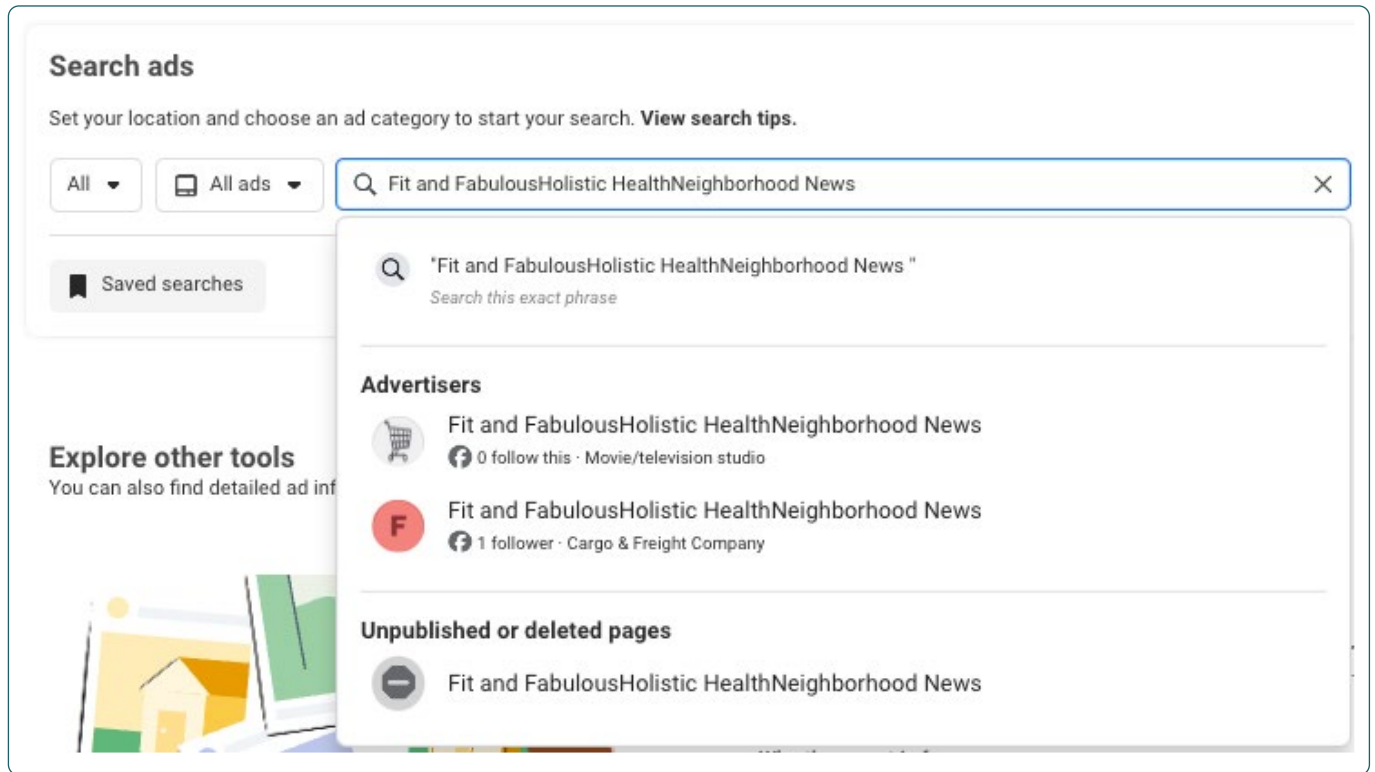 Search ads
Set your location and choose an ad category to start your search. View search tips.
All
All ads
Fit and FabulousHolistic HealthNeighborhood News
Saved searches
"Fit and FabulousHolistic HealthNeighborhood News "
Search this exact phrase
Advertisers
Fit and FabulousHolistic HealthNeighborhood News
0 follow this · Movie/television studio
F
Fit and FabulousHolistic HealthNeighborhood News
1 follower · Cargo & Freight Company
Explore other tools
You can also find detailed ad inf
Unpublished or deleted pages
Fit and FabulousHolistic HealthNeighborhood News